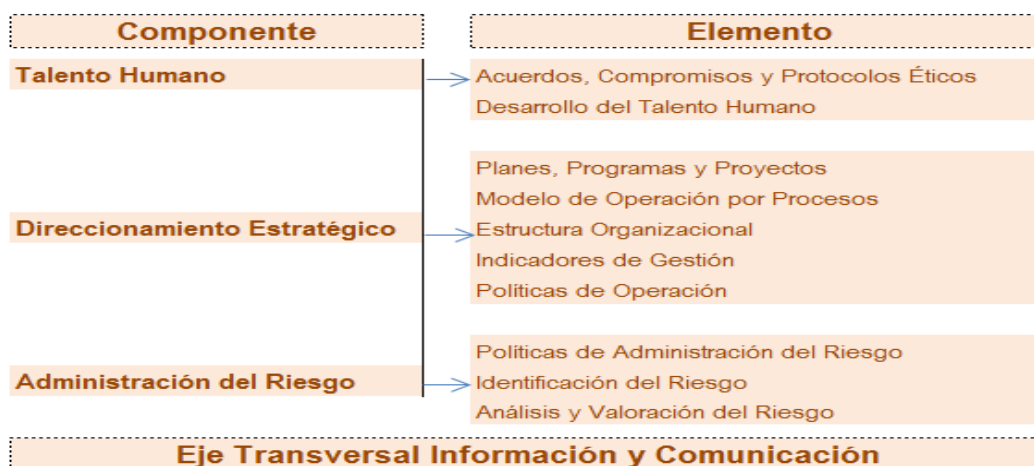 Componente
Elemento
Talento Humano
Acuerdos, Compromisos y Protocolos Éticos
Desarrollo del Talento Humano
Direccionamiento Estratégico
Planes, Programas y Proyectos
Modelo de Operación por Procesos
Estructura Organizacional
Indicadores de Gestión
Políticas de Operación
Administración del Riesgo
Políticas de Administración del Riesgo
Identificación del Riesgo
Análisis y Valoración del Riesgo
Eje Transversal Información y Comunicación